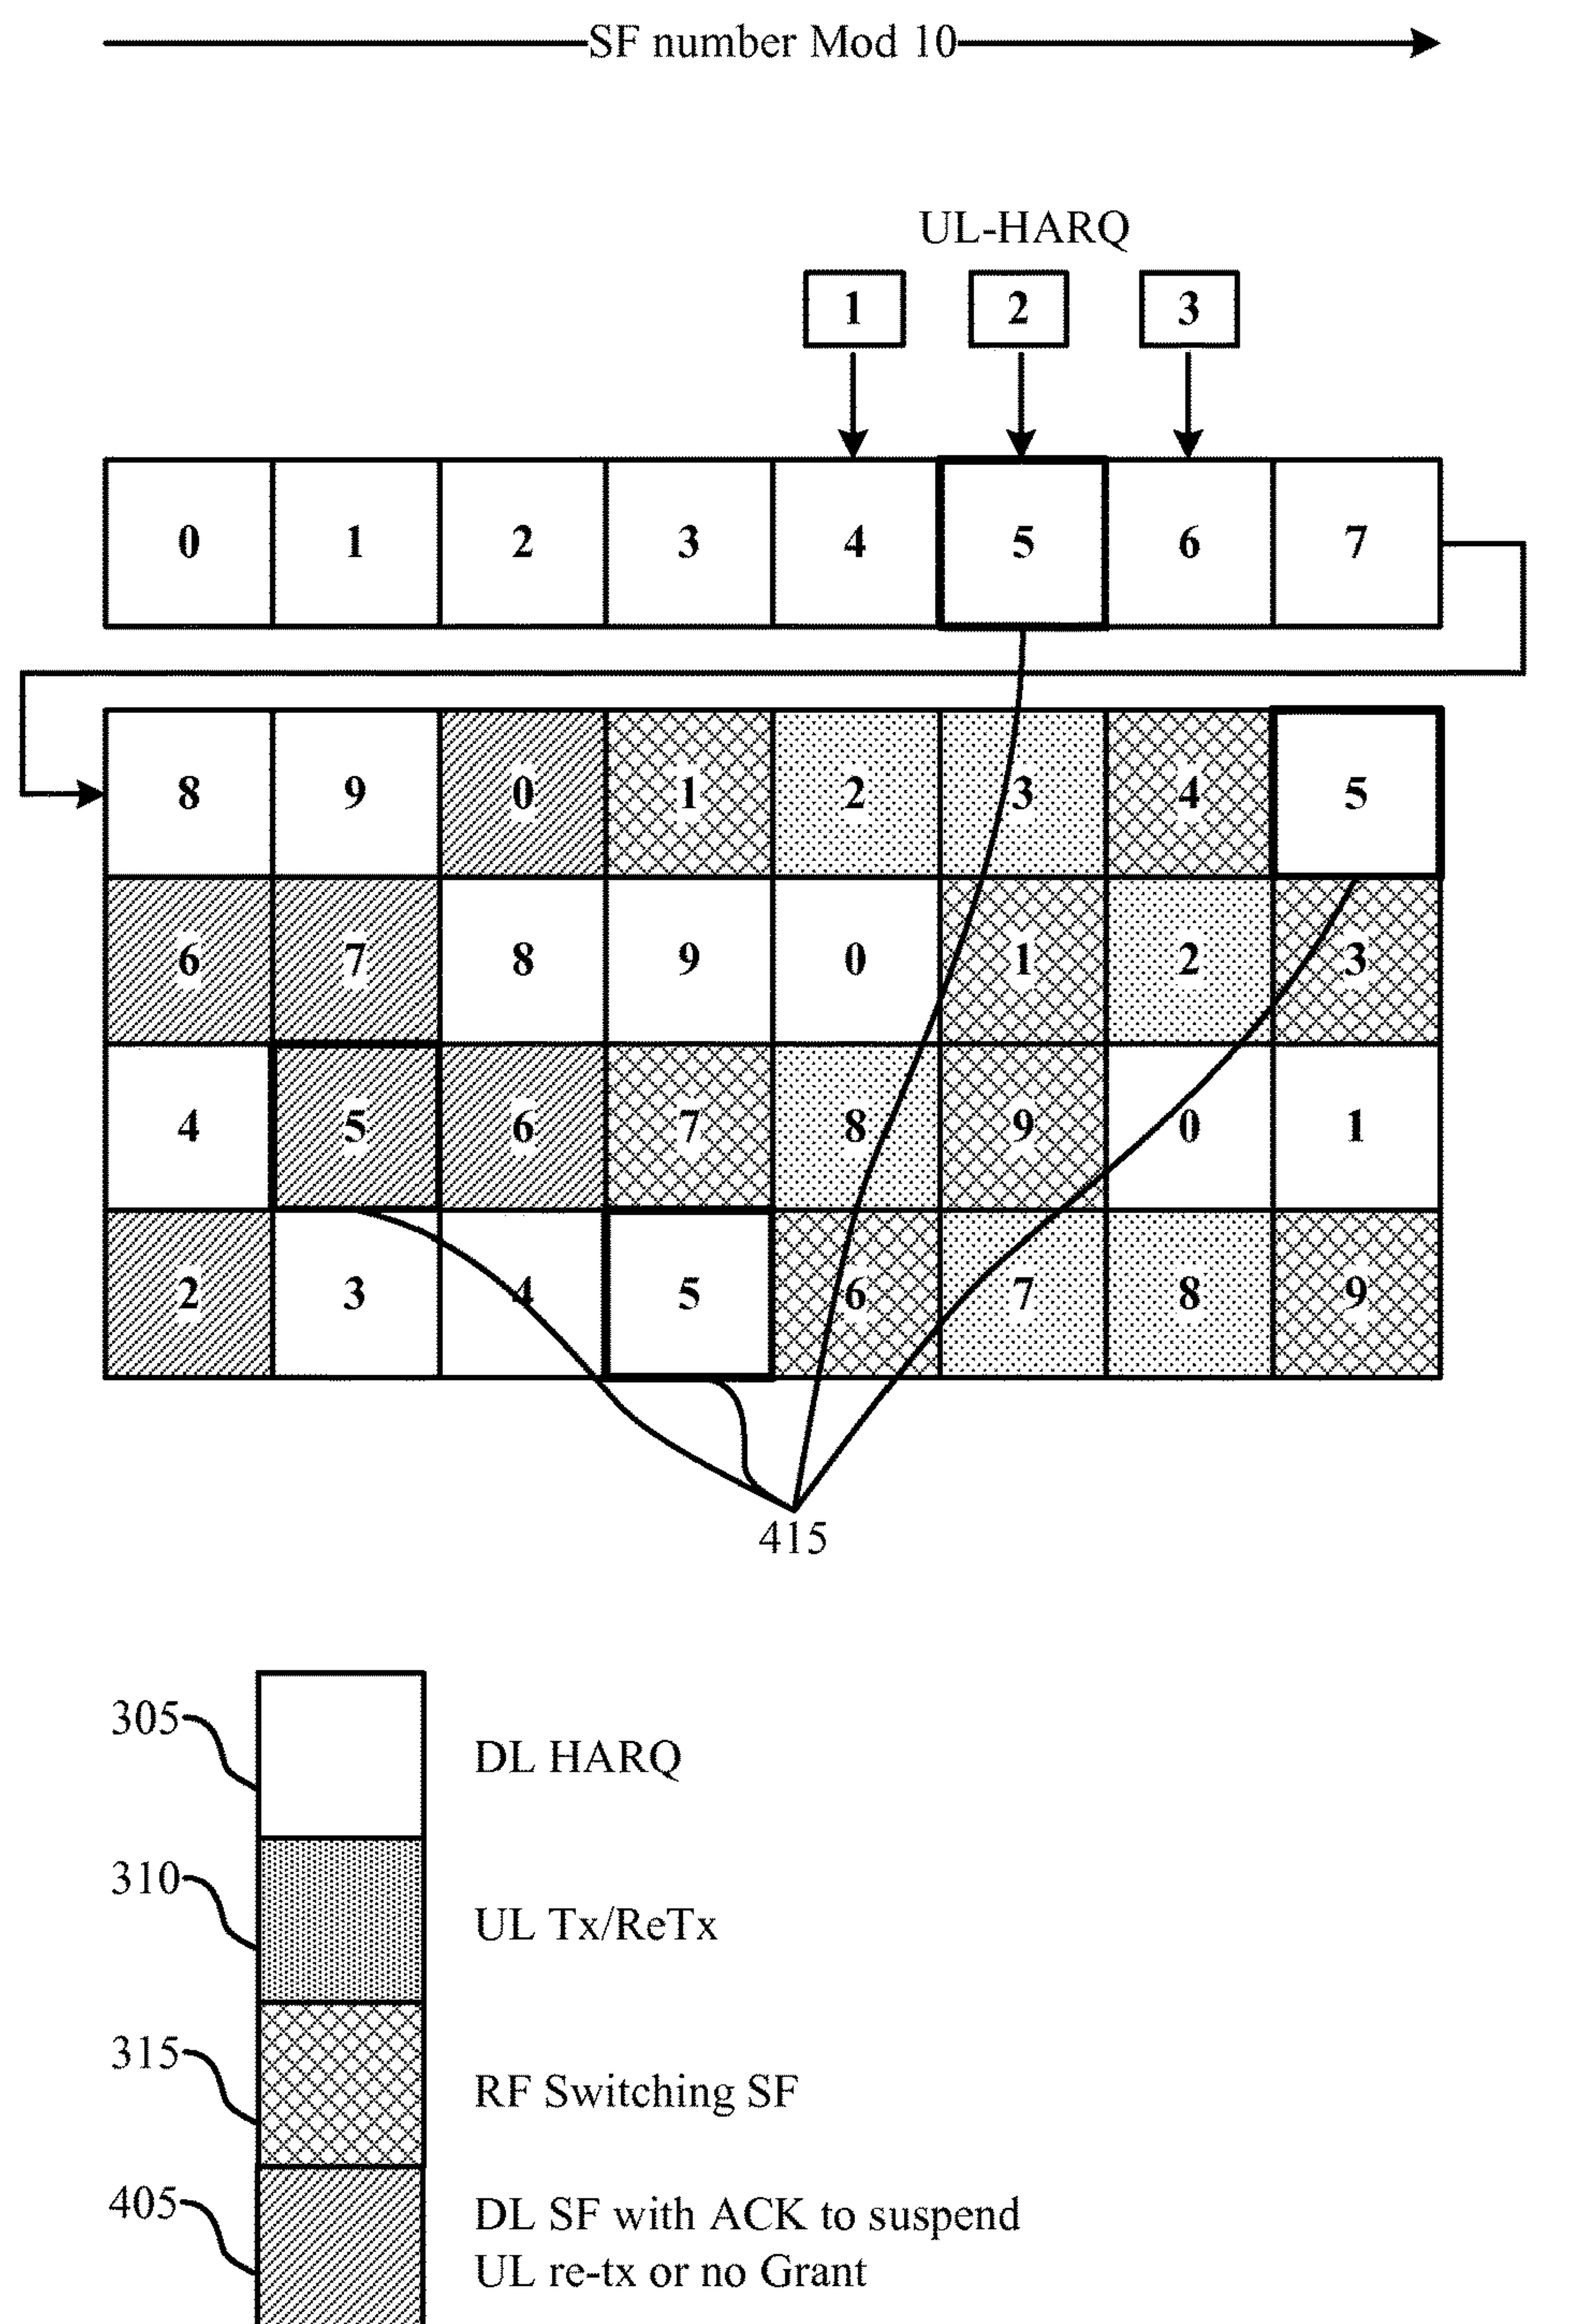 SF number Mod 10
UL-HARQ
1 2 3
0 1 2 3 4 5 6 7
8 9 0 1 2 3 4 5
6 7 8 9 0 1 2 3
4 5 6 7 8 9 0 1
2 3 4 5 6 7 8 9
415
305
DL HARQ
310
UL Tx/ReTx
315
RF Switching SF
405
DL SF with ACK to suspend
UL re-tx or no Grant